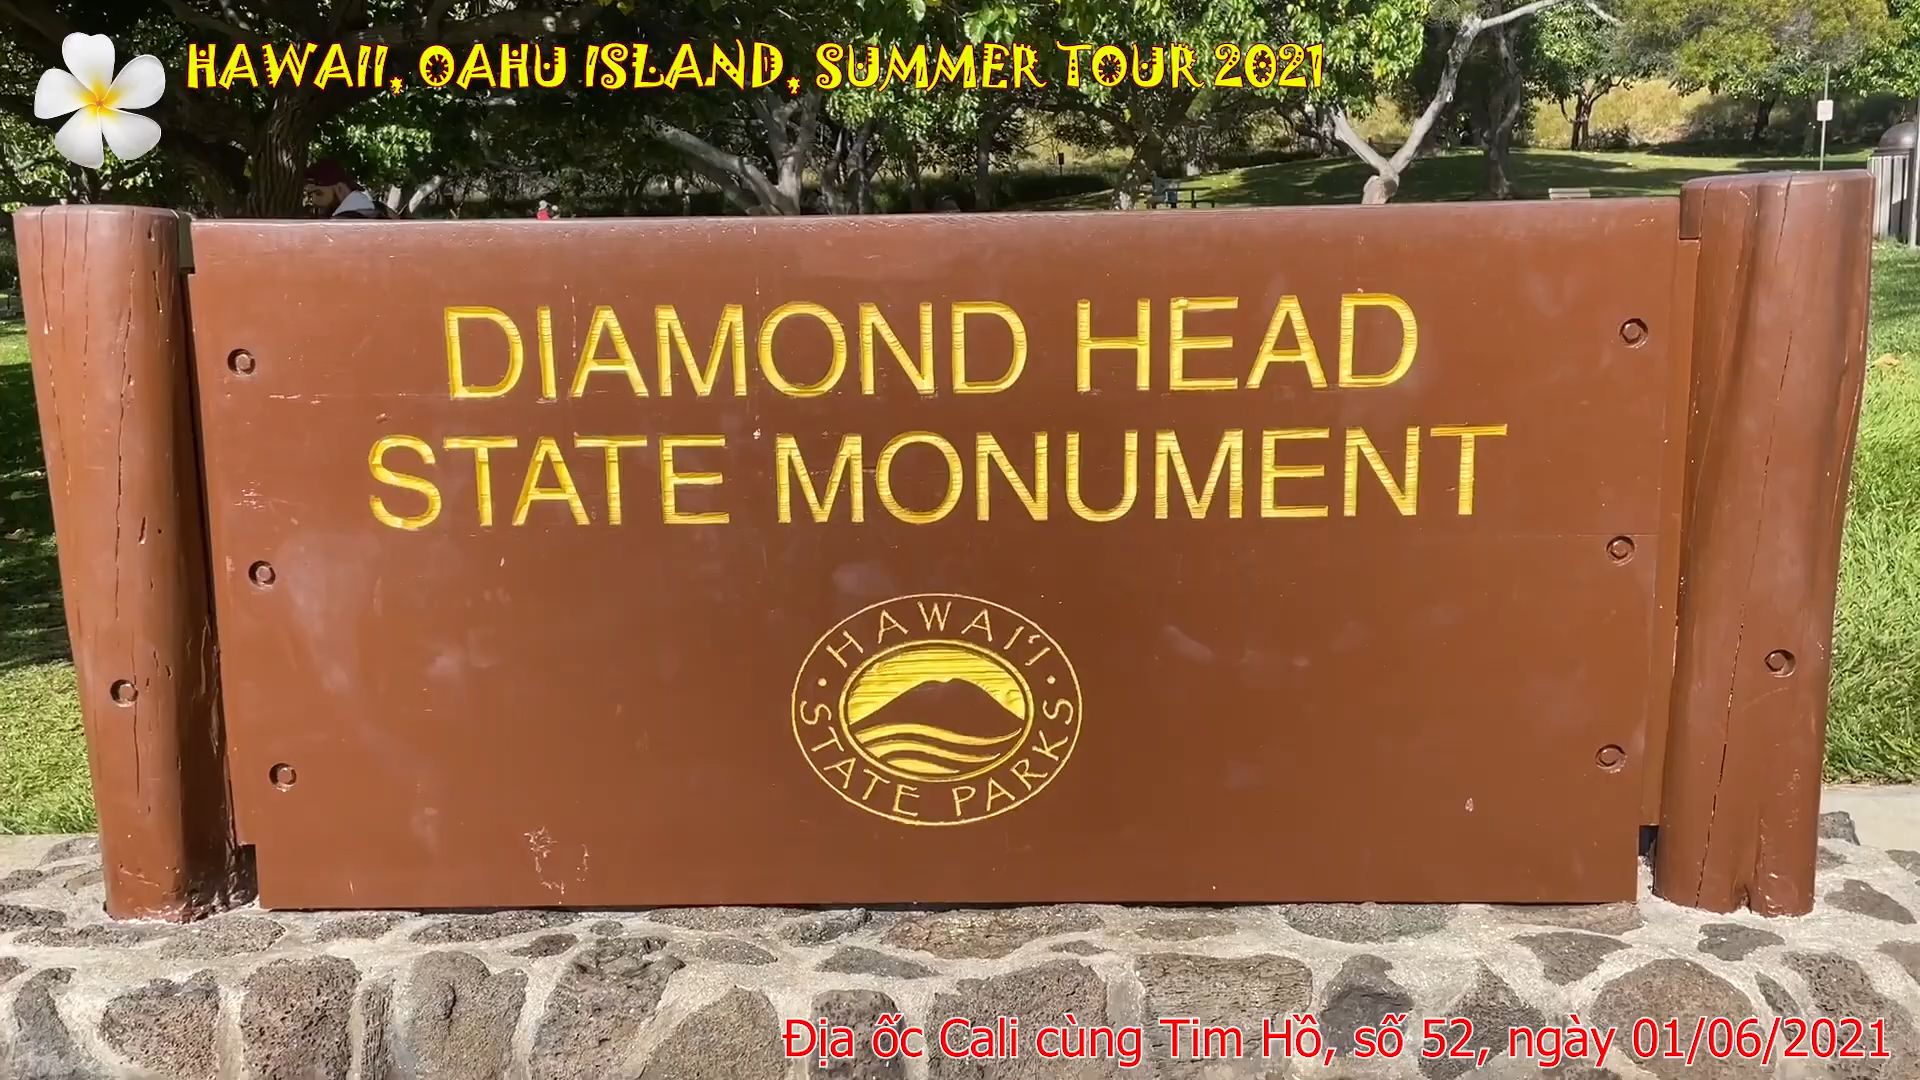 HAWAII, OAHU ISLAND, SUMMER TOUR 2021
DIAMOND HEAD
STATE MONUMENT
HAWAIʻI
STATE PARKS
Địa ốc Cali cùng Tim Hồ, số 52, ngày 01/06/2021